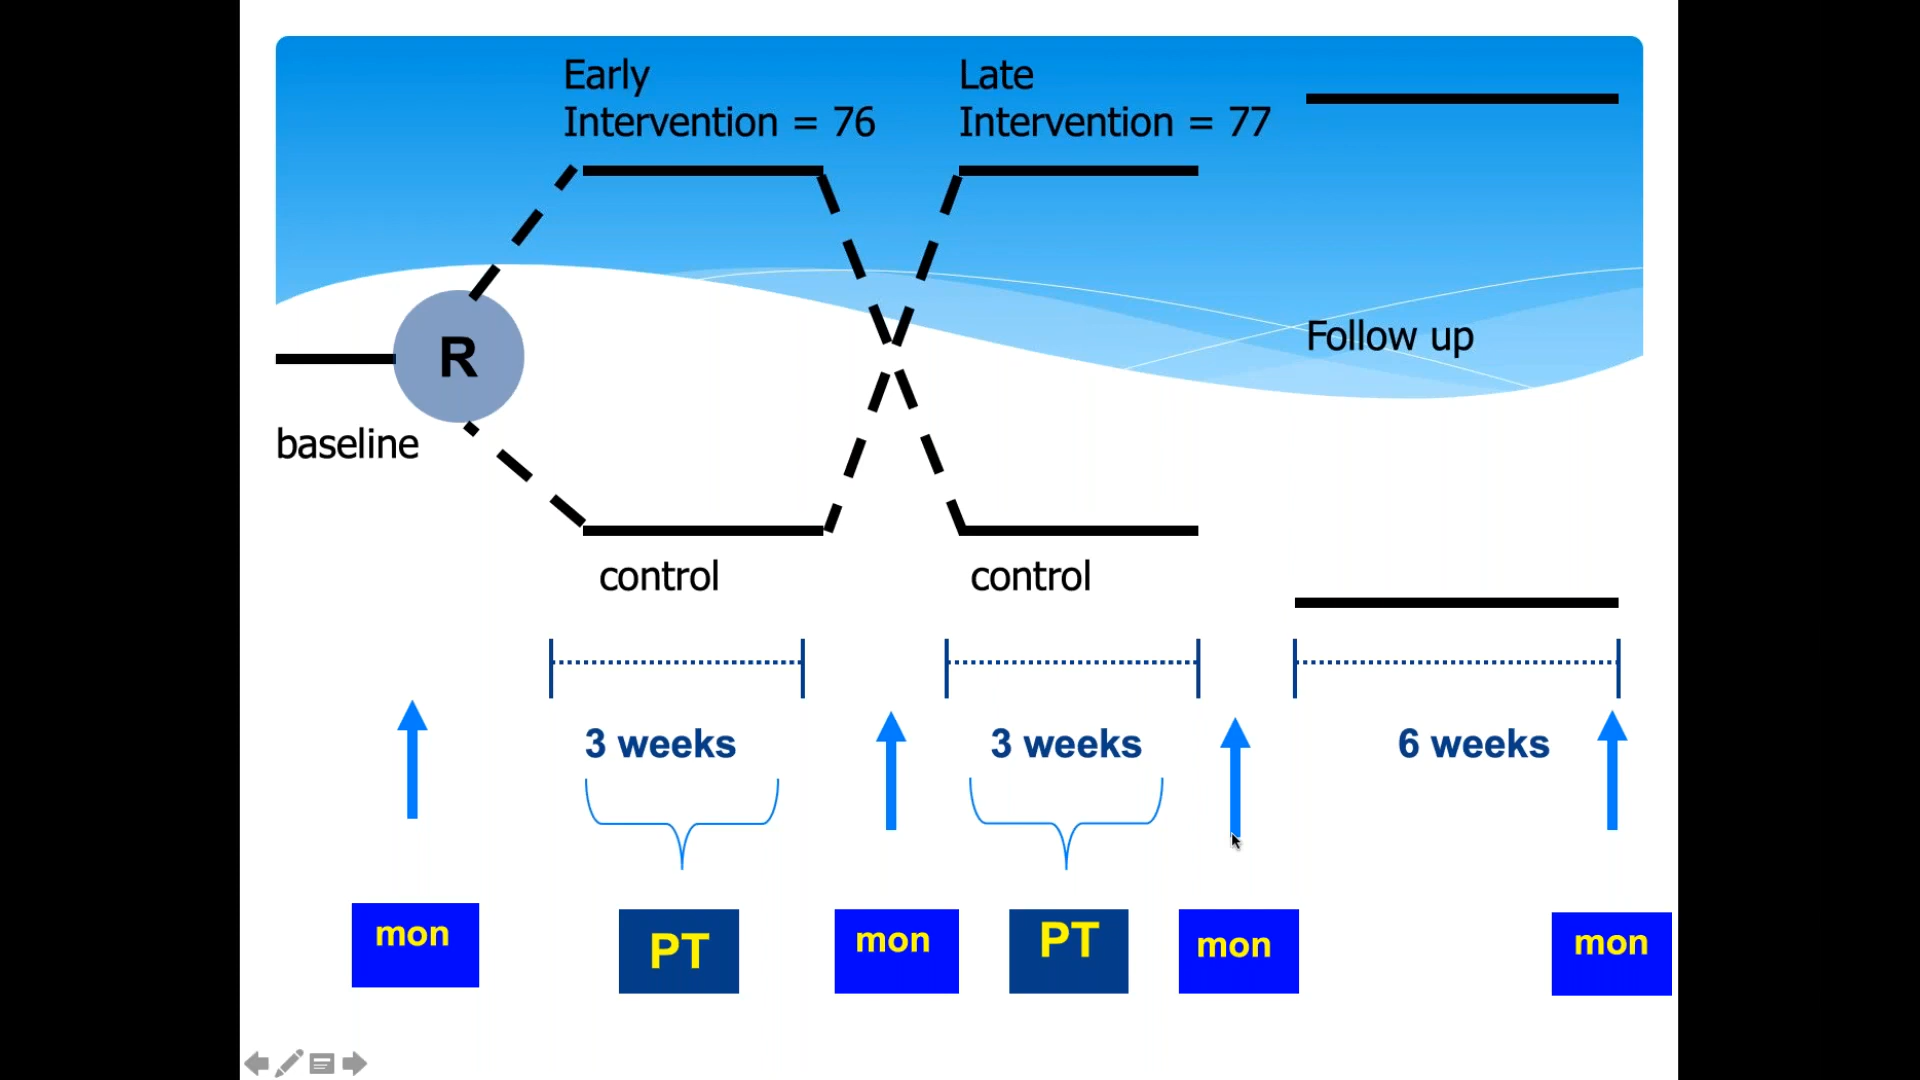 Early
Intervention = 76
Late
Intervention = 77
R
baseline
Follow up
control
control
3 weeks
3 weeks
6 weeks
mon
PT
mon
PT
mon
mon